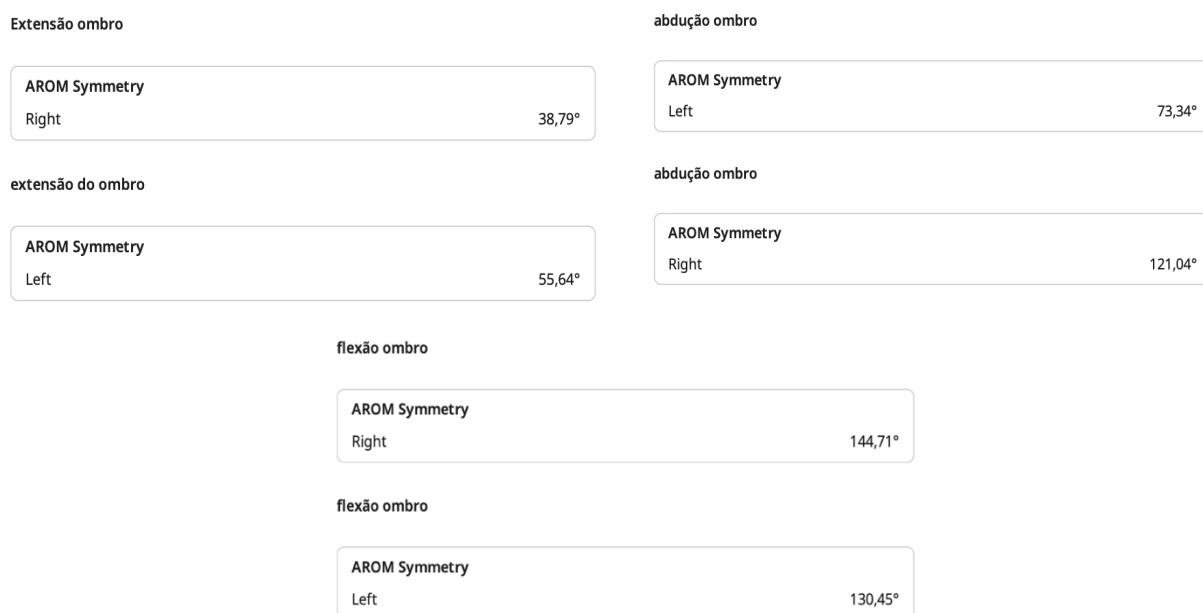 Extensão ombro
AROM Symmetry
Right 38,79°
extensão do ombro
AROM Symmetry
Left 55,64°
abdução ombro
AROM Symmetry
Left 73,34°
abdução ombro
AROM Symmetry
Right 121,04°
flexão ombro
AROM Symmetry
Right 144,71°
flexão ombro
AROM Symmetry
Left 130,45°